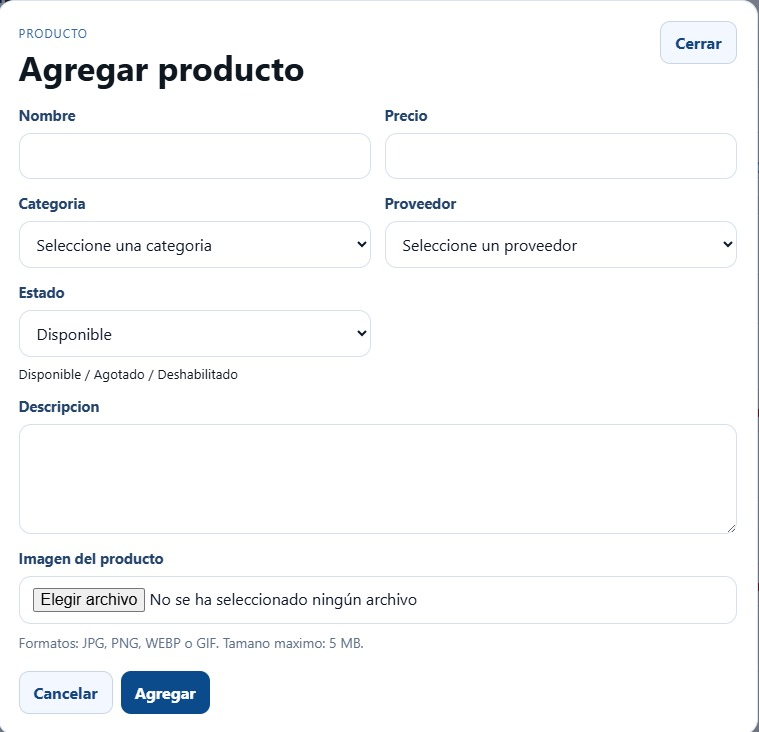 PRODUCTO
Agregar producto
Cerrar
Nombre
Precio
Categoria
Proveedor
Seleccione una categoria
Seleccione un proveedor
Estado
Disponible
Disponible / Agotado / Deshabilitado
Descripcion
Imagen del producto
Elegir archivo No se ha seleccionado ningún archivo
Formatos: JPG, PNG, WEBP o GIF. Tamano maximo: 5 MB.
Cancelar
Agregar